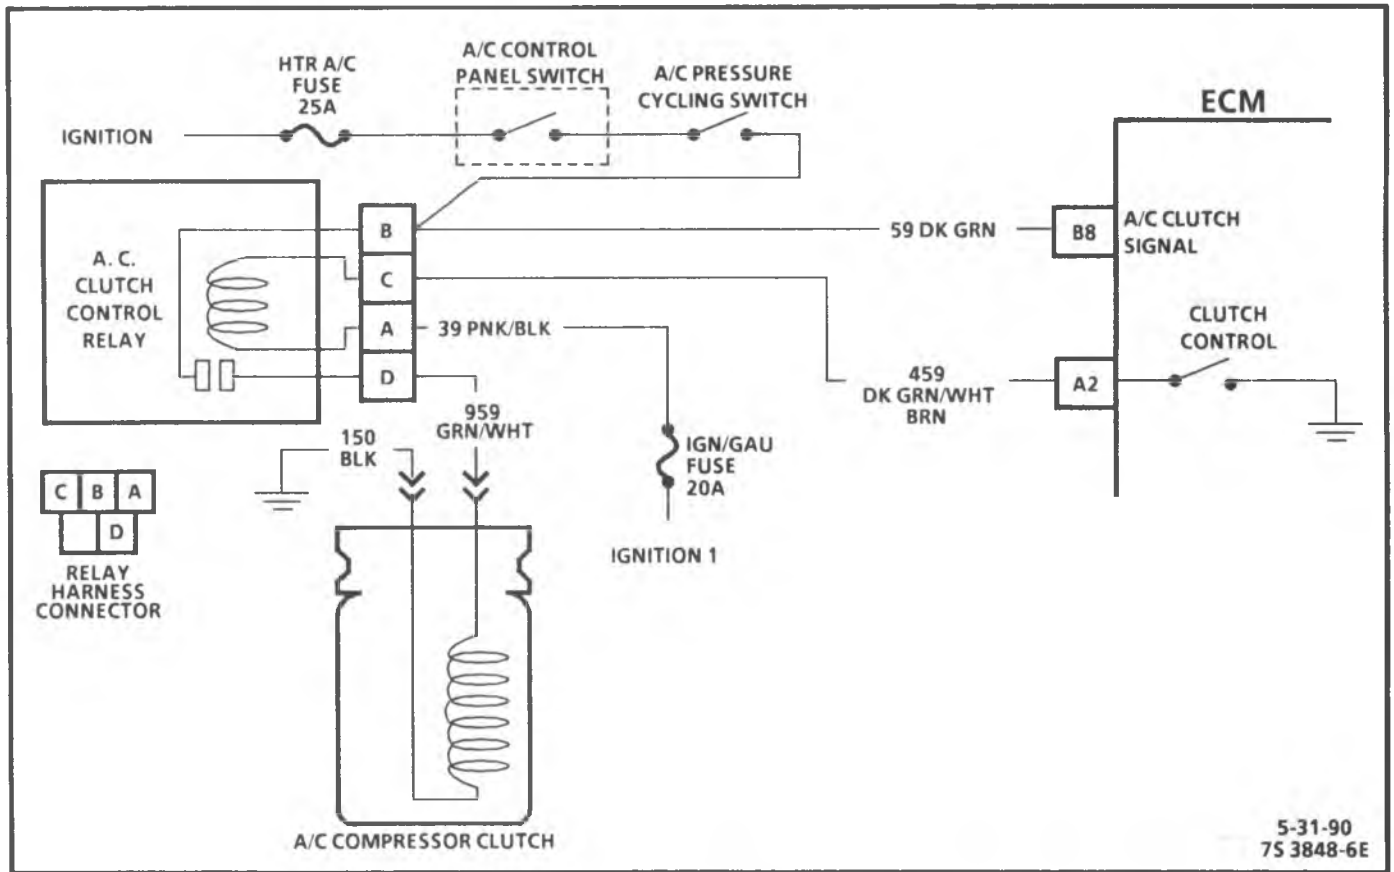 HTR A/C
FUSE
25A
A/C CONTROL
PANEL SWITCH
A/C PRESSURE
CYCLING SWITCH
ECM
IGNITION
A. C.
CLUTCH
CONTROL
RELAY
B
C
A
D
59 DK GRN
B8
A/C CLUTCH
SIGNAL
39 PNK/BLK
CLUTCH
CONTROL
459
DK GRN/WHT
BRN
A2
959
GRN/WHT
150
BLK
IGN/GAU
FUSE
20A
IGNITION 1
C B A
D
RELAY
HARNESS
CONNECTOR
A/C COMPRESSOR CLUTCH
5-31-90
7S 3848-6E